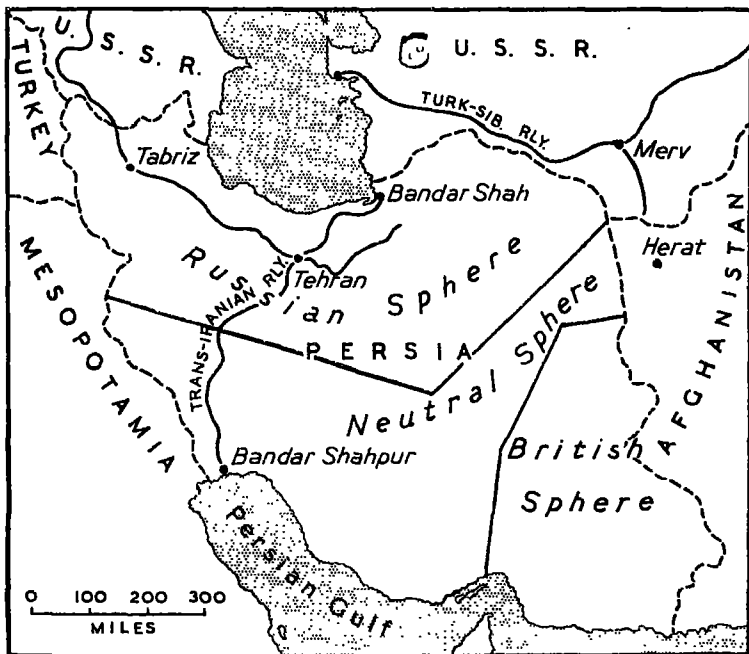 U. S. S. R.
U. S. S. R.
TURKEY
TURK-SIB RLY.
Merv
Tabriz
Bandar Shah
Herat
Tehran
Russian Sphere
TRANS-IRANIAN RLY.
MESOPOTAMIA
PERSIA
Neutral Sphere
AFGHANISTAN
British
Sphere
Bandar Shahpur
Persian Gulf
0 100 200 300
MILES